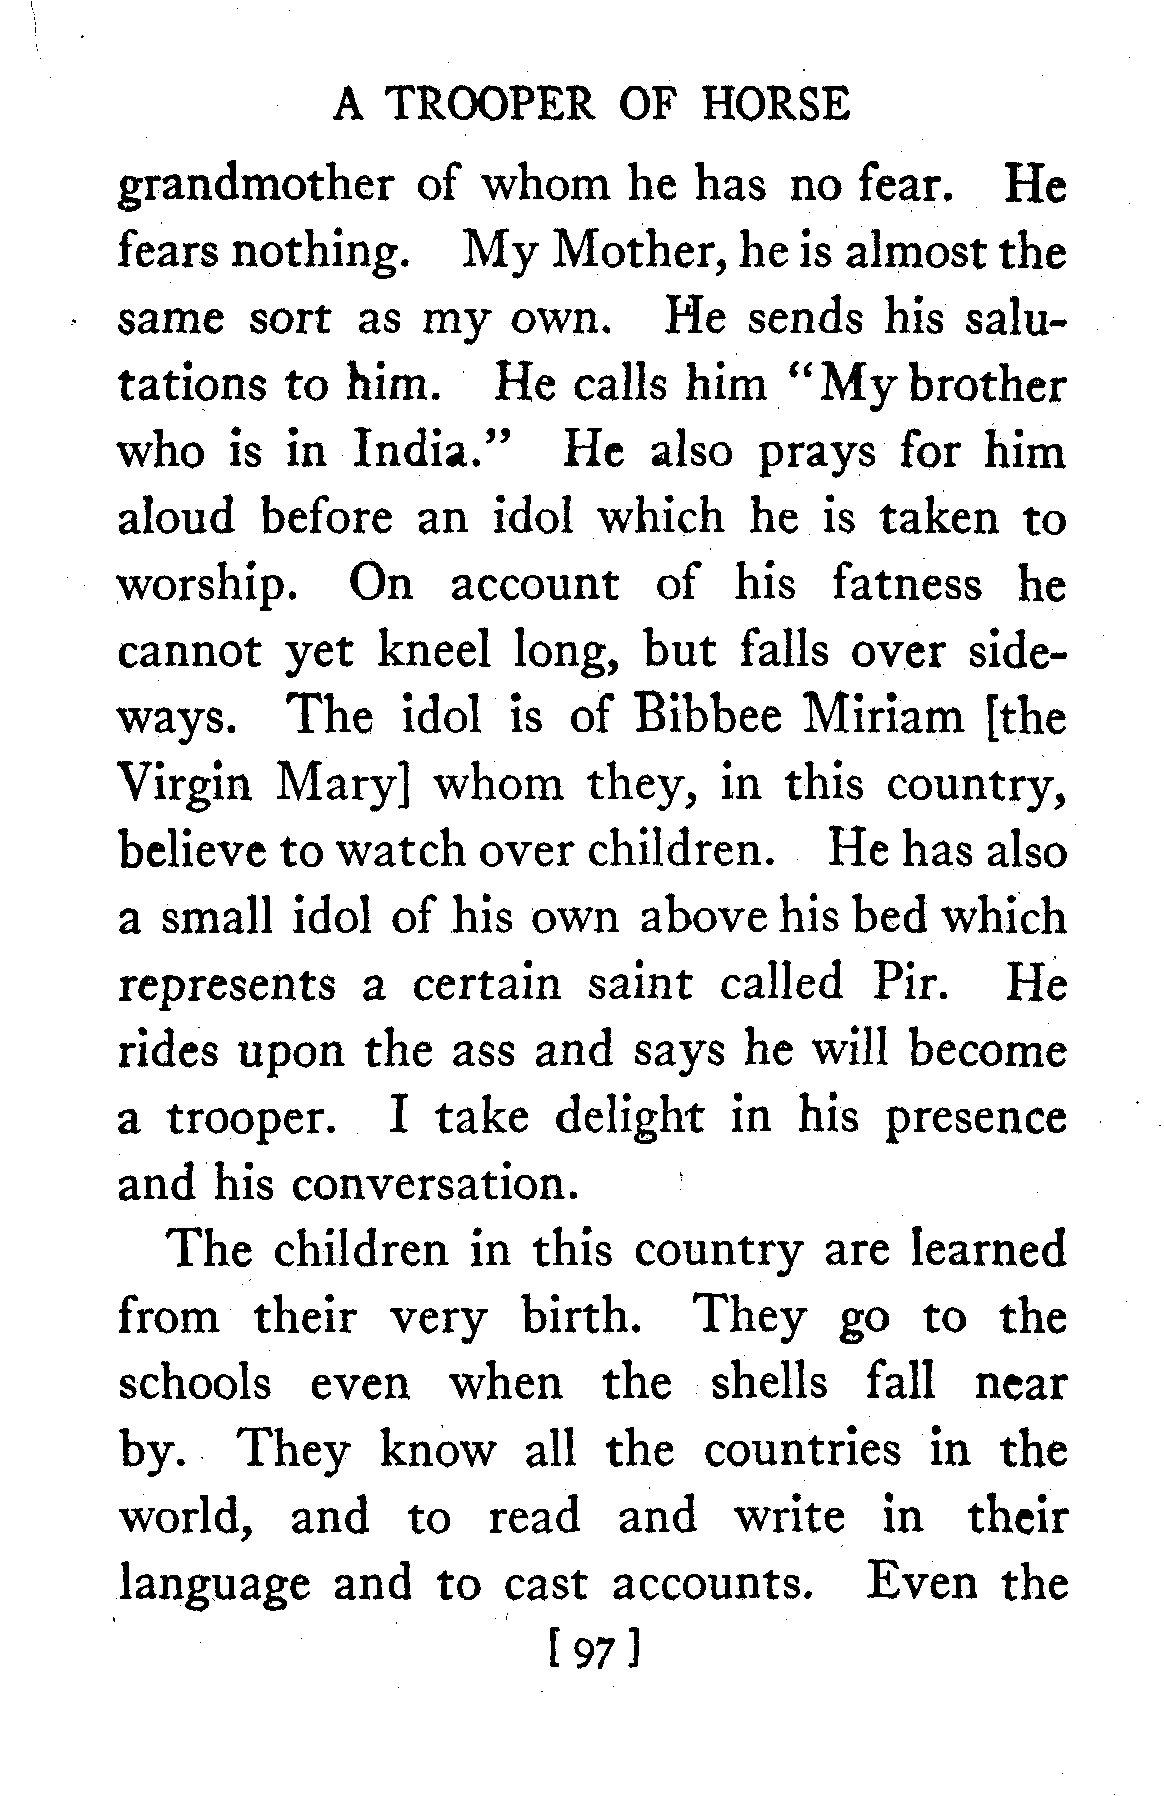 A TROOPER OF HORSE
grandmother of whom he has no fear. He
fears nothing. My Mother, he is almost the
same sort as my own. He sends his salu-
tations to him. He calls him “My brother
who is in India.” He also prays for him
aloud before an idol which he is taken to
worship. On account of his fatness he
cannot yet kneel long, but falls over side-
ways. The idol is of Bibbee Miriam [the
Virgin Mary] whom they, in this country,
believe to watch over children. He has also
a small idol of his own above his bed which
represents a certain saint called Pir. He
rides upon the ass and says he will become
a trooper. I take delight in his presence
and his conversation.
The children in this country are learned
from their very birth. They go to the
schools even when the shells fall near
by. They know all the countries in the
world, and to read and write in their
language and to cast accounts. Even the
[ 97 ]